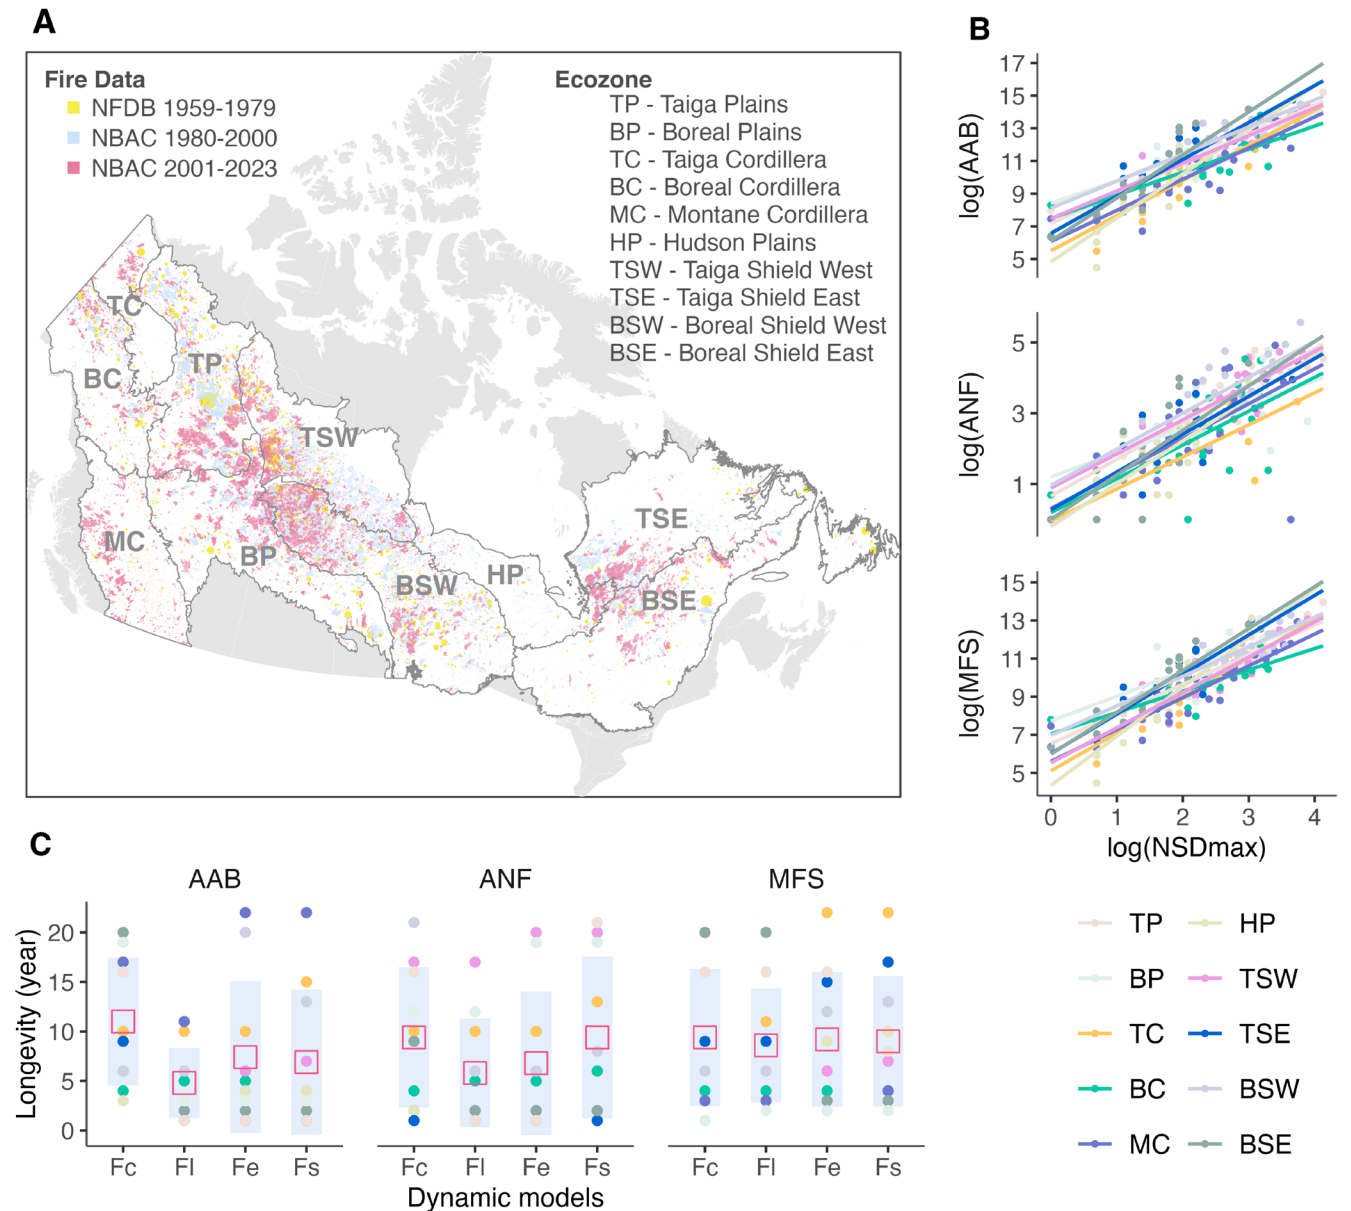 A
Fire Data
NFDB 1959-1979
NBAC 1980-2000
NBAC 2001-2023
Ecozone
TP - Taiga Plains
BP - Boreal Plains
TC - Taiga Cordillera
BC - Boreal Cordillera
MC - Montane Cordillera
HP - Hudson Plains
TSW - Taiga Shield West
TSE - Taiga Shield East
BSW - Boreal Shield West
BSE - Boreal Shield East
TC
BC
TP
TSW
MC
BP
BSW
HP
TSE
BSE
B
log(AAB)
17
15
13
11
9
7
5
log(ANF)
5
3
1
log(MFS)
15
13
11
9
7
5
0 1 2 3 4
log(NSDmax)
C
AAB ANF MFS
Longevity (year)
20
15
10
5
0
Fc Fl Fe Fs Fc Fl Fe Fs Fc Fl Fe Fs
Dynamic models
TP HP
BP TSW
TC TSE
BC BSW
MC BSE